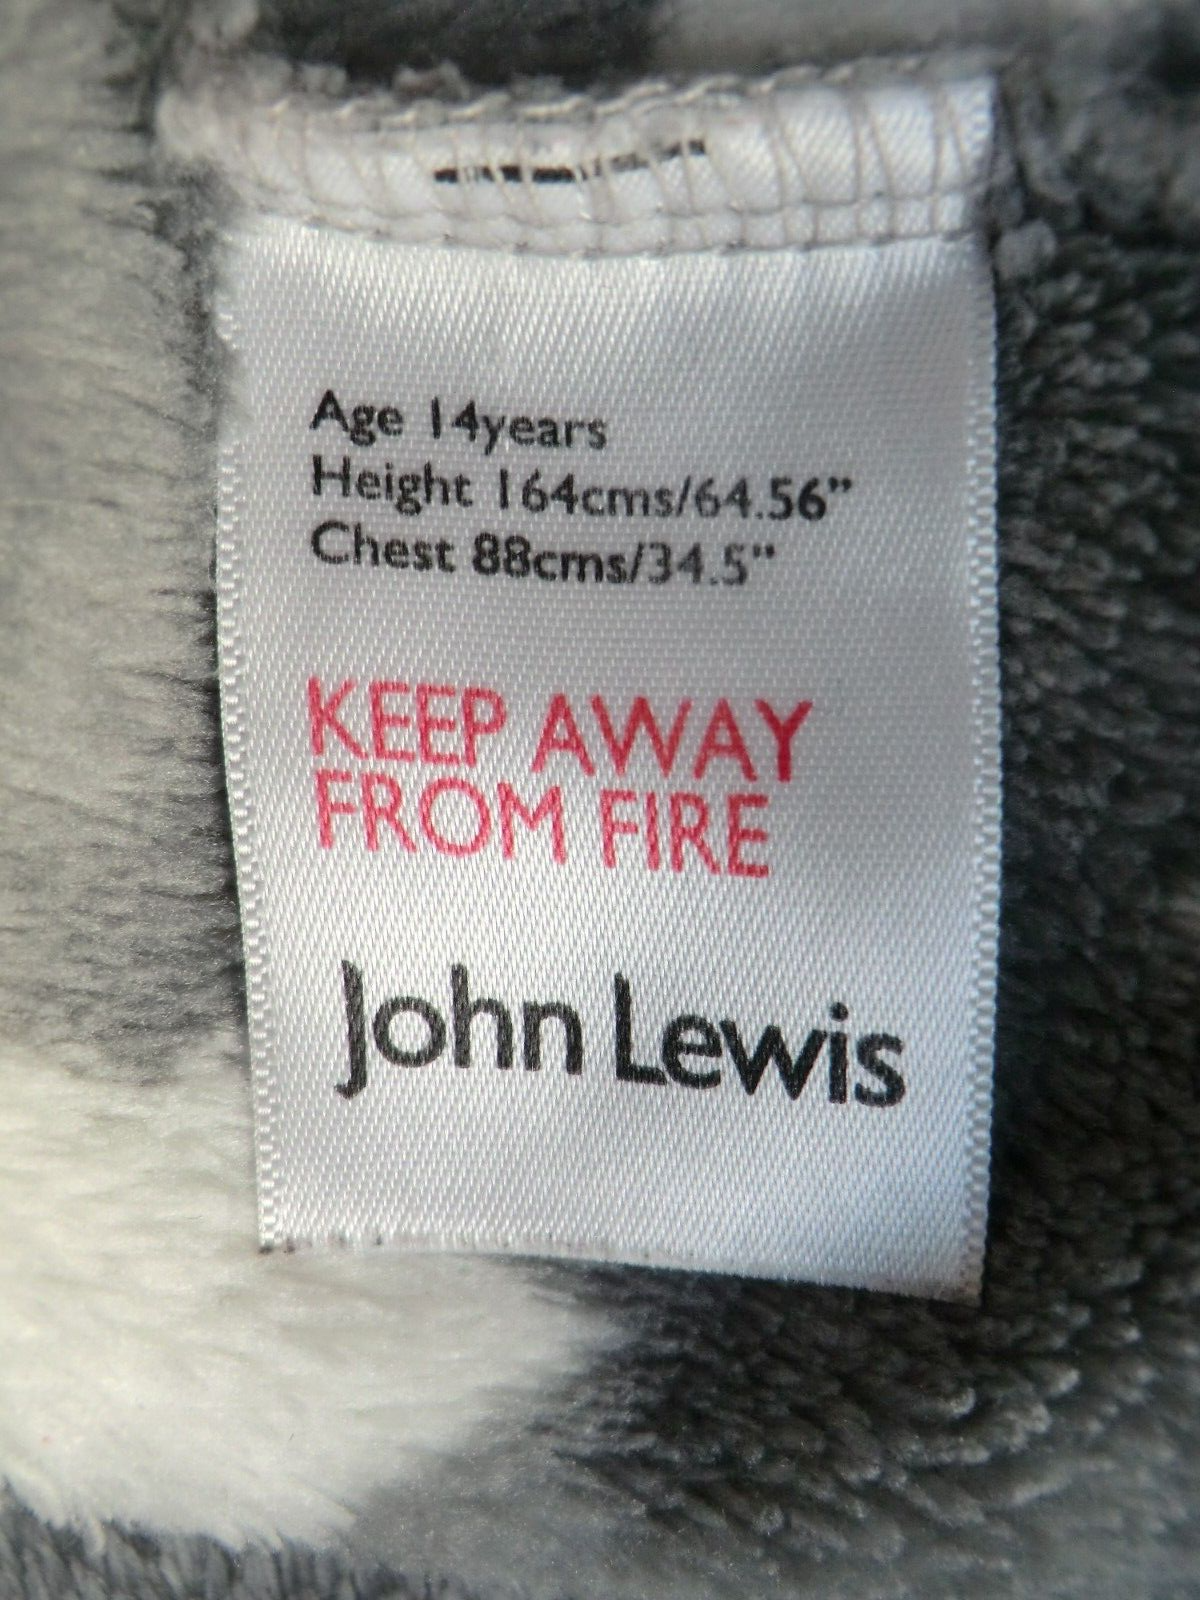 Age 14years
Height 164cms/64.56”
Chest 88cms/34.5”
KEEP AWAY
FROM FIRE
John Lewis